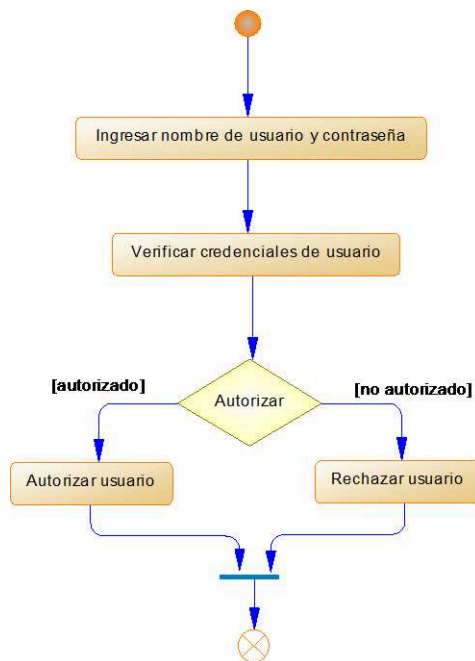 Ingresar nombre de usuario y contraseña
Verificar credenciales de usuario
[autorizado]
Autorizar
[no autorizado]
Autorizar usuario
Rechazar usuario